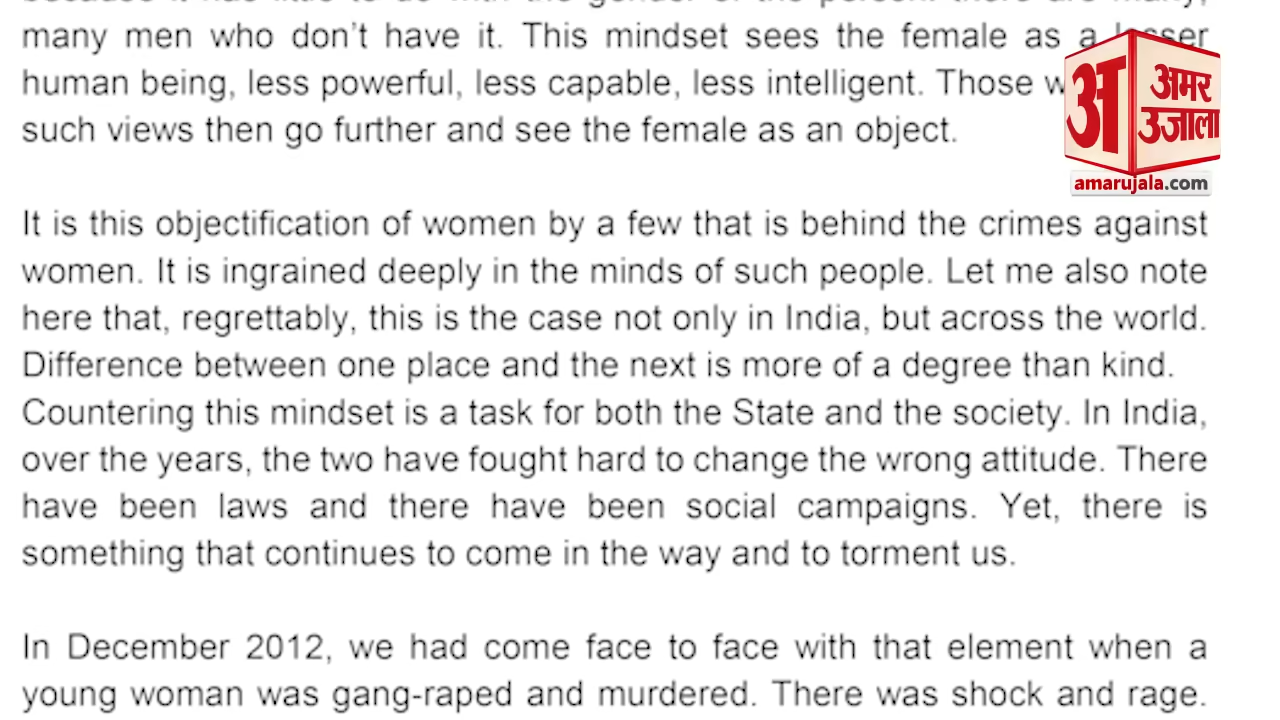 many men who don't have it. This mindset sees the female as a lesser
human being, less powerful, less capable, less intelligent. Those
such views then go further and see the female as an object.
अ
अमर
उजाला
amarujala.com
It is this objectification of women by a few that is behind the crimes against
women. It is ingrained deeply in the minds of such people. Let me also note
here that, regrettably, this is the case not only in India, but across the world.
Difference between one place and the next is more of a degree than kind.
Countering this mindset is a task for both the State and the society. In India,
over the years, the two have fought hard to change the wrong attitude. There
have been laws and there have been social campaigns. Yet, there is
something that continues to come in the way and to torment us.
In December 2012, we had come face to face with that element when a
young woman was gang-raped and murdered. There was shock and rage.